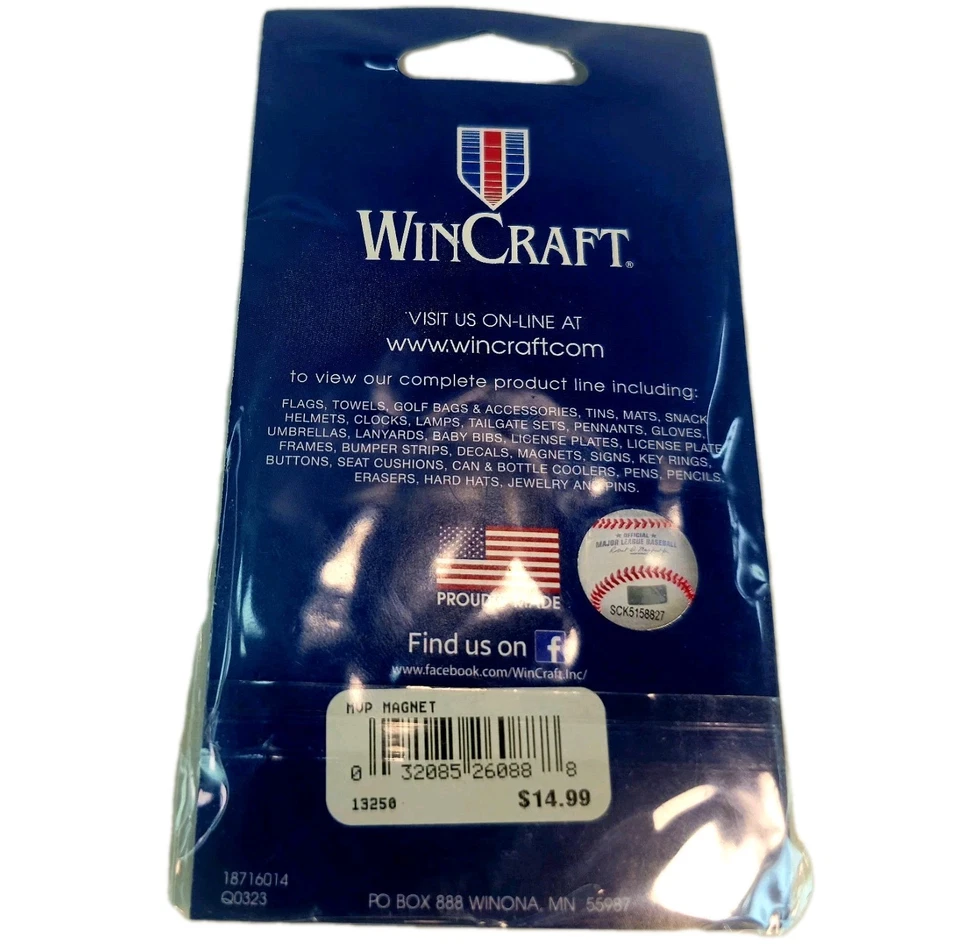 WINCRAFT®
VISIT US ON-LINE AT
www.wincraft.com
to view our complete product line including:
FLAGS, TOWELS, GOLF BAGS & ACCESSORIES, TINS, MATS, SNACK
HELMETS, CLOCKS, LAMPS, TAILGATE SETS, PENNANTS, GLOVES,
UMBRELLAS, LANYARDS, BABY BIBS, LICENSE PLATES, LICENSE PLATE
FRAMES, BUMPER STRIPS, DECALS, MAGNETS, SIGNS, KEY RINGS,
BUTTONS, SEAT CUSHIONS, CAN & BOTTLE COOLERS, PENS, PENCILS,
ERASERS, HARD HATS, JEWELRY AND PINS.
OFFICIAL
MAJOR LEAGUE BASEBALL
SCK5158827
PROUDLY MADE
Find us on f
www.facebook.com/WinCraft.Inc/
MVP MAGNET
0 32085 26088 8
13250 $14.99
18716014
Q0323
PO BOX 888 WINONA, MN 55987